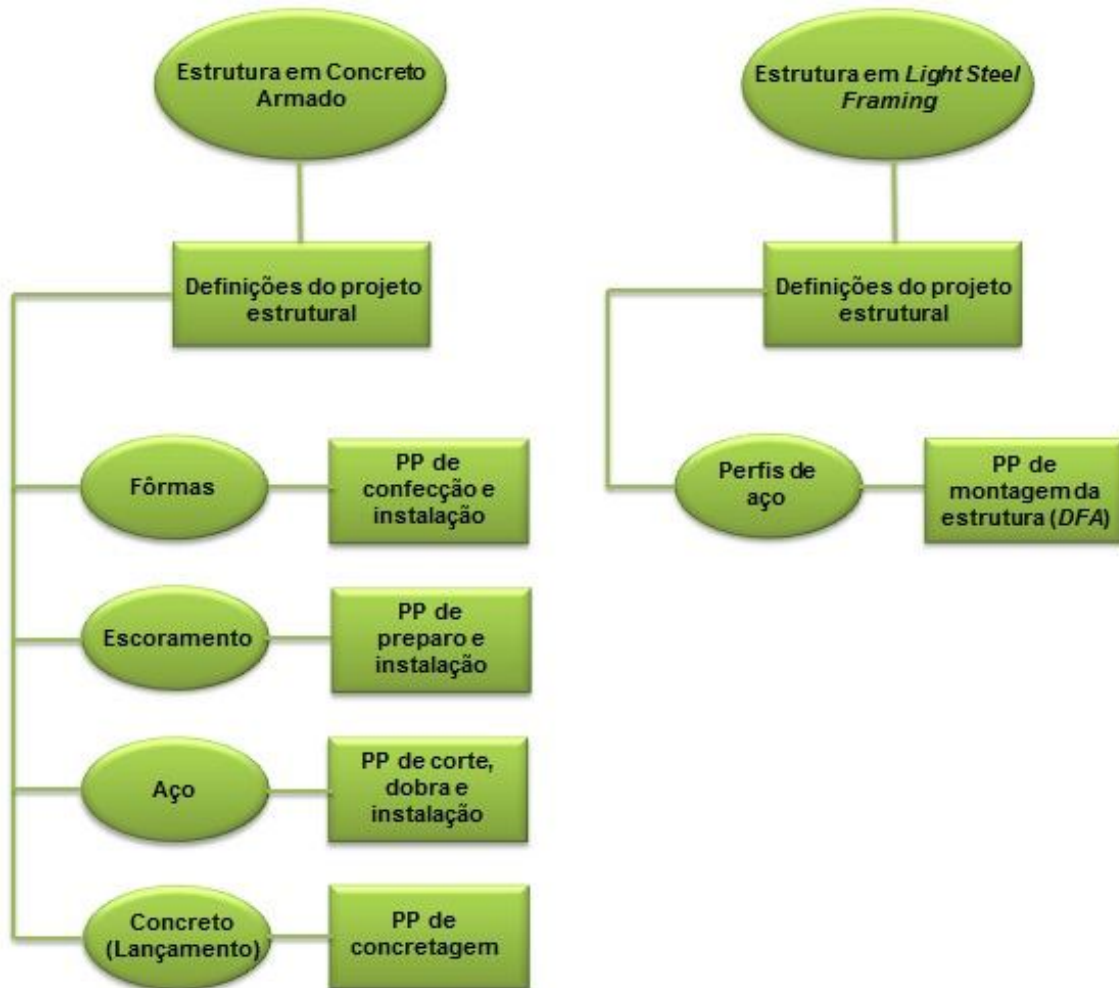 Estrutura em Concreto
Armado
Definições do projeto
estrutural
Fôrmas
PP de
confecção e
instalação
Escoramento
PP de
preparo e
instalação
Aço
PP de corte,
dobra e
instalação
Concreto
(Lançamento)
PP de
concretagem
Estrutura em Light Steel
Framing
Definições do projeto
estrutural
Perfis de
aço
PP de
montagem da
estrutura (DFA)